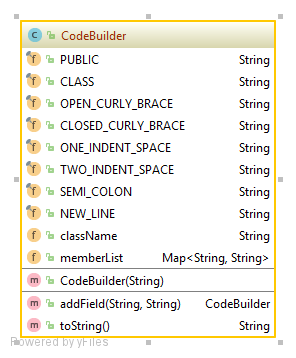 C CodeBuilder
f PUBLIC String
f CLASS String
f OPEN_CURLY_BRACE String
f CLOSED_CURLY_BRACE String
f ONE_INDENT_SPACE String
f TWO_INDENT_SPACE String
f SEMI_COLON String
f NEW_LINE String
f className String
f memberList Map<String, String>
m CodeBuilder(String)
m addField(String, String) CodeBuilder
m toString() String
Powered by yFiles